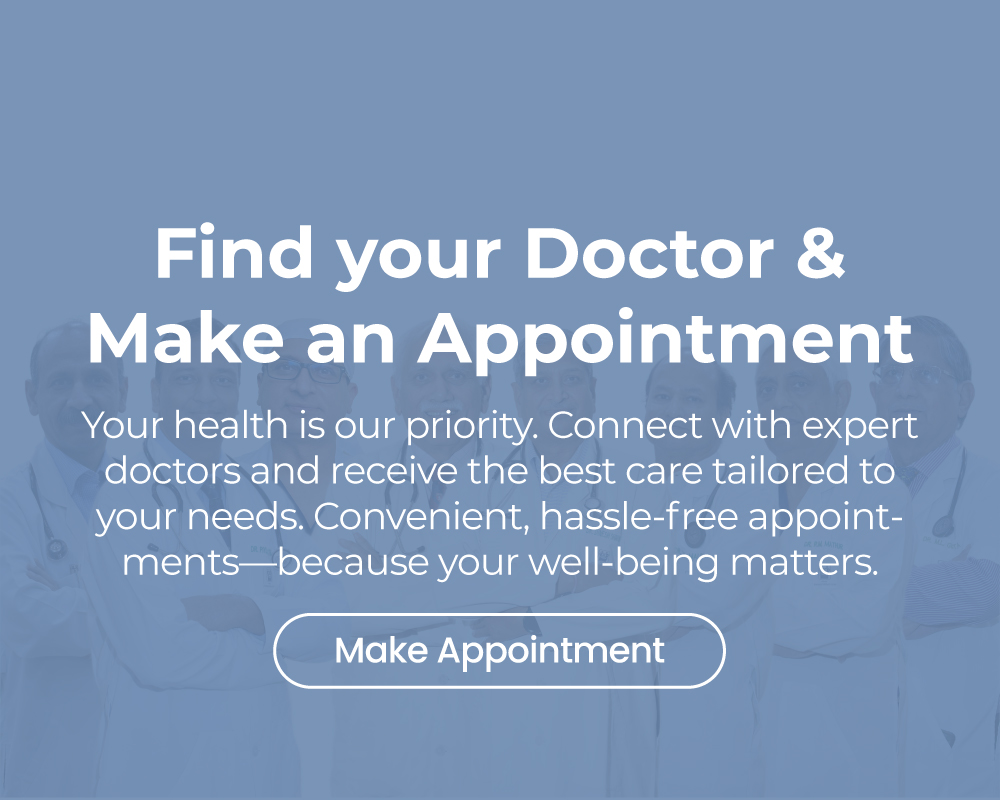 Find your Doctor &
Make an Appointment
Your health is our priority. Connect with expert
doctors and receive the best care tailored to
your needs. Convenient, hassle-free appoint-
ments—because your well-being matters.
Make Appointment